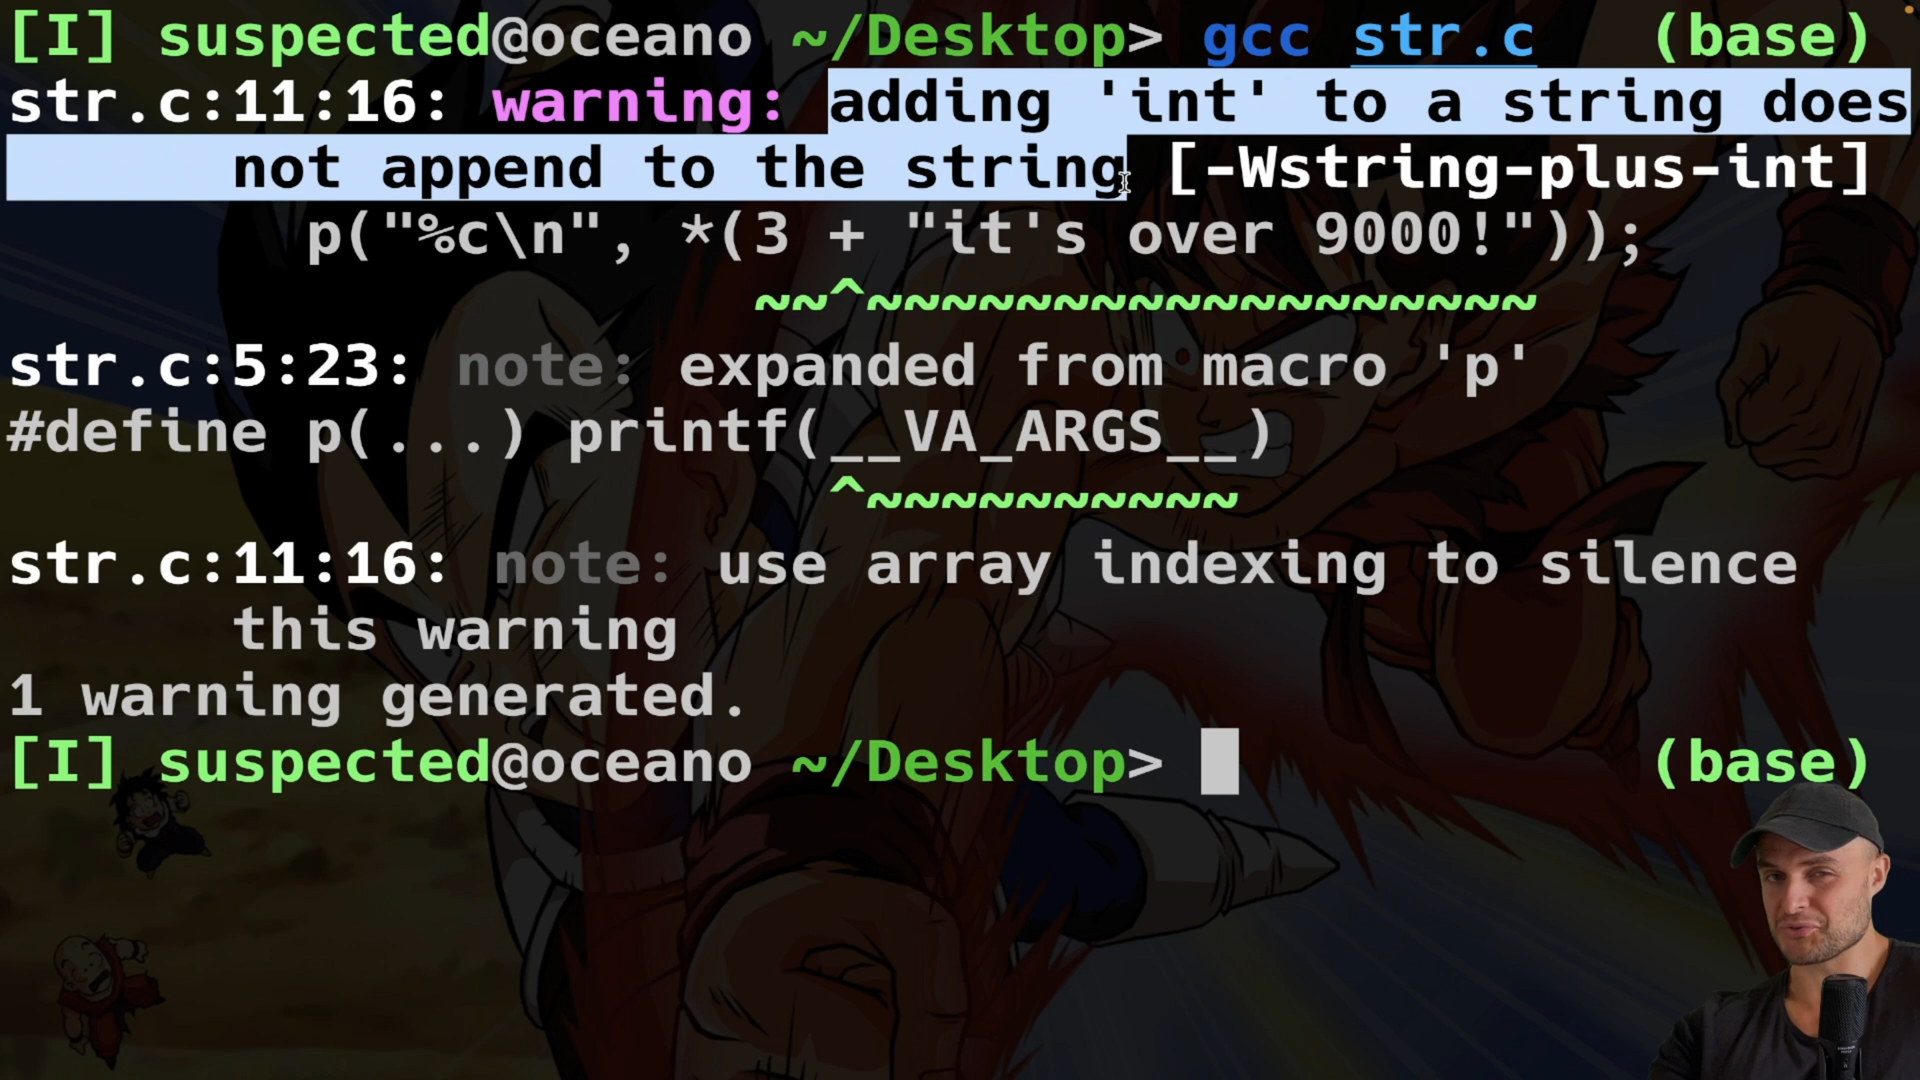 [I] suspected@oceano ~/Desktop> gcc str.c (base)
str.c:11:16: warning: adding 'int' to a string does
not append to the string [-Wstring-plus-int]
p("%c\n", *(3 + "it's over 9000!"));
~~^~~~~~~~~~~~~~~~~~~
str.c:5:23: note: expanded from macro 'p'
#define p(...) printf(__VA_ARGS__)
^~~~~~~~~~~
str.c:11:16: note: use array indexing to silence
this warning
1 warning generated.
[I] suspected@oceano ~/Desktop> (base)